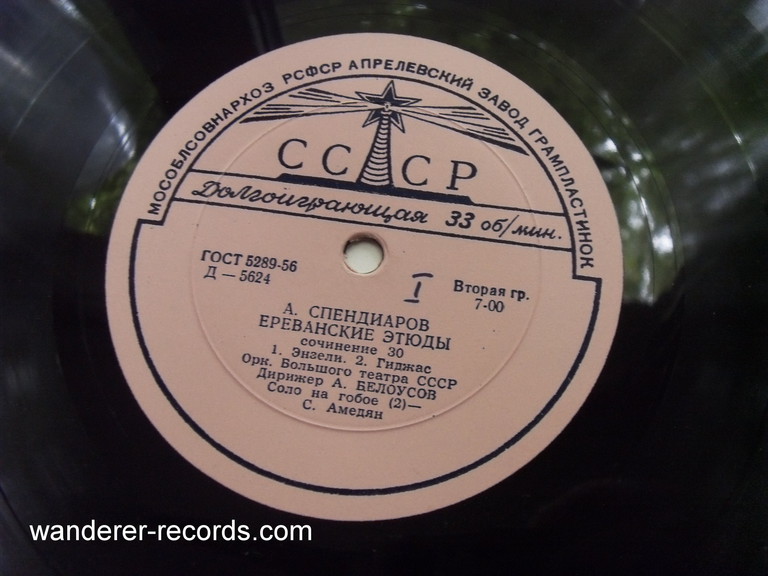 МОСОБЛСОВНАРХОЗ РСФСР АПРЕЛЕВСКИЙ ЗАВОД ГРАМПЛАСТИНОК
СССР
Долгоиграющая 33 об/мин.
ГОСТ 5289-56
Д — 5624
I
Вторая гр.
7-00
А. СПЕНДИАРОВ
ЕРЕВАНСКИЕ ЭТЮДЫ
сочинение 30
1. Энзели. 2. Гиджас
Орк. Большого театра СССР
Дирижер А. БЕЛОУСОВ
Соло на гобое (2)—
С. Амедян
wanderer-records.com